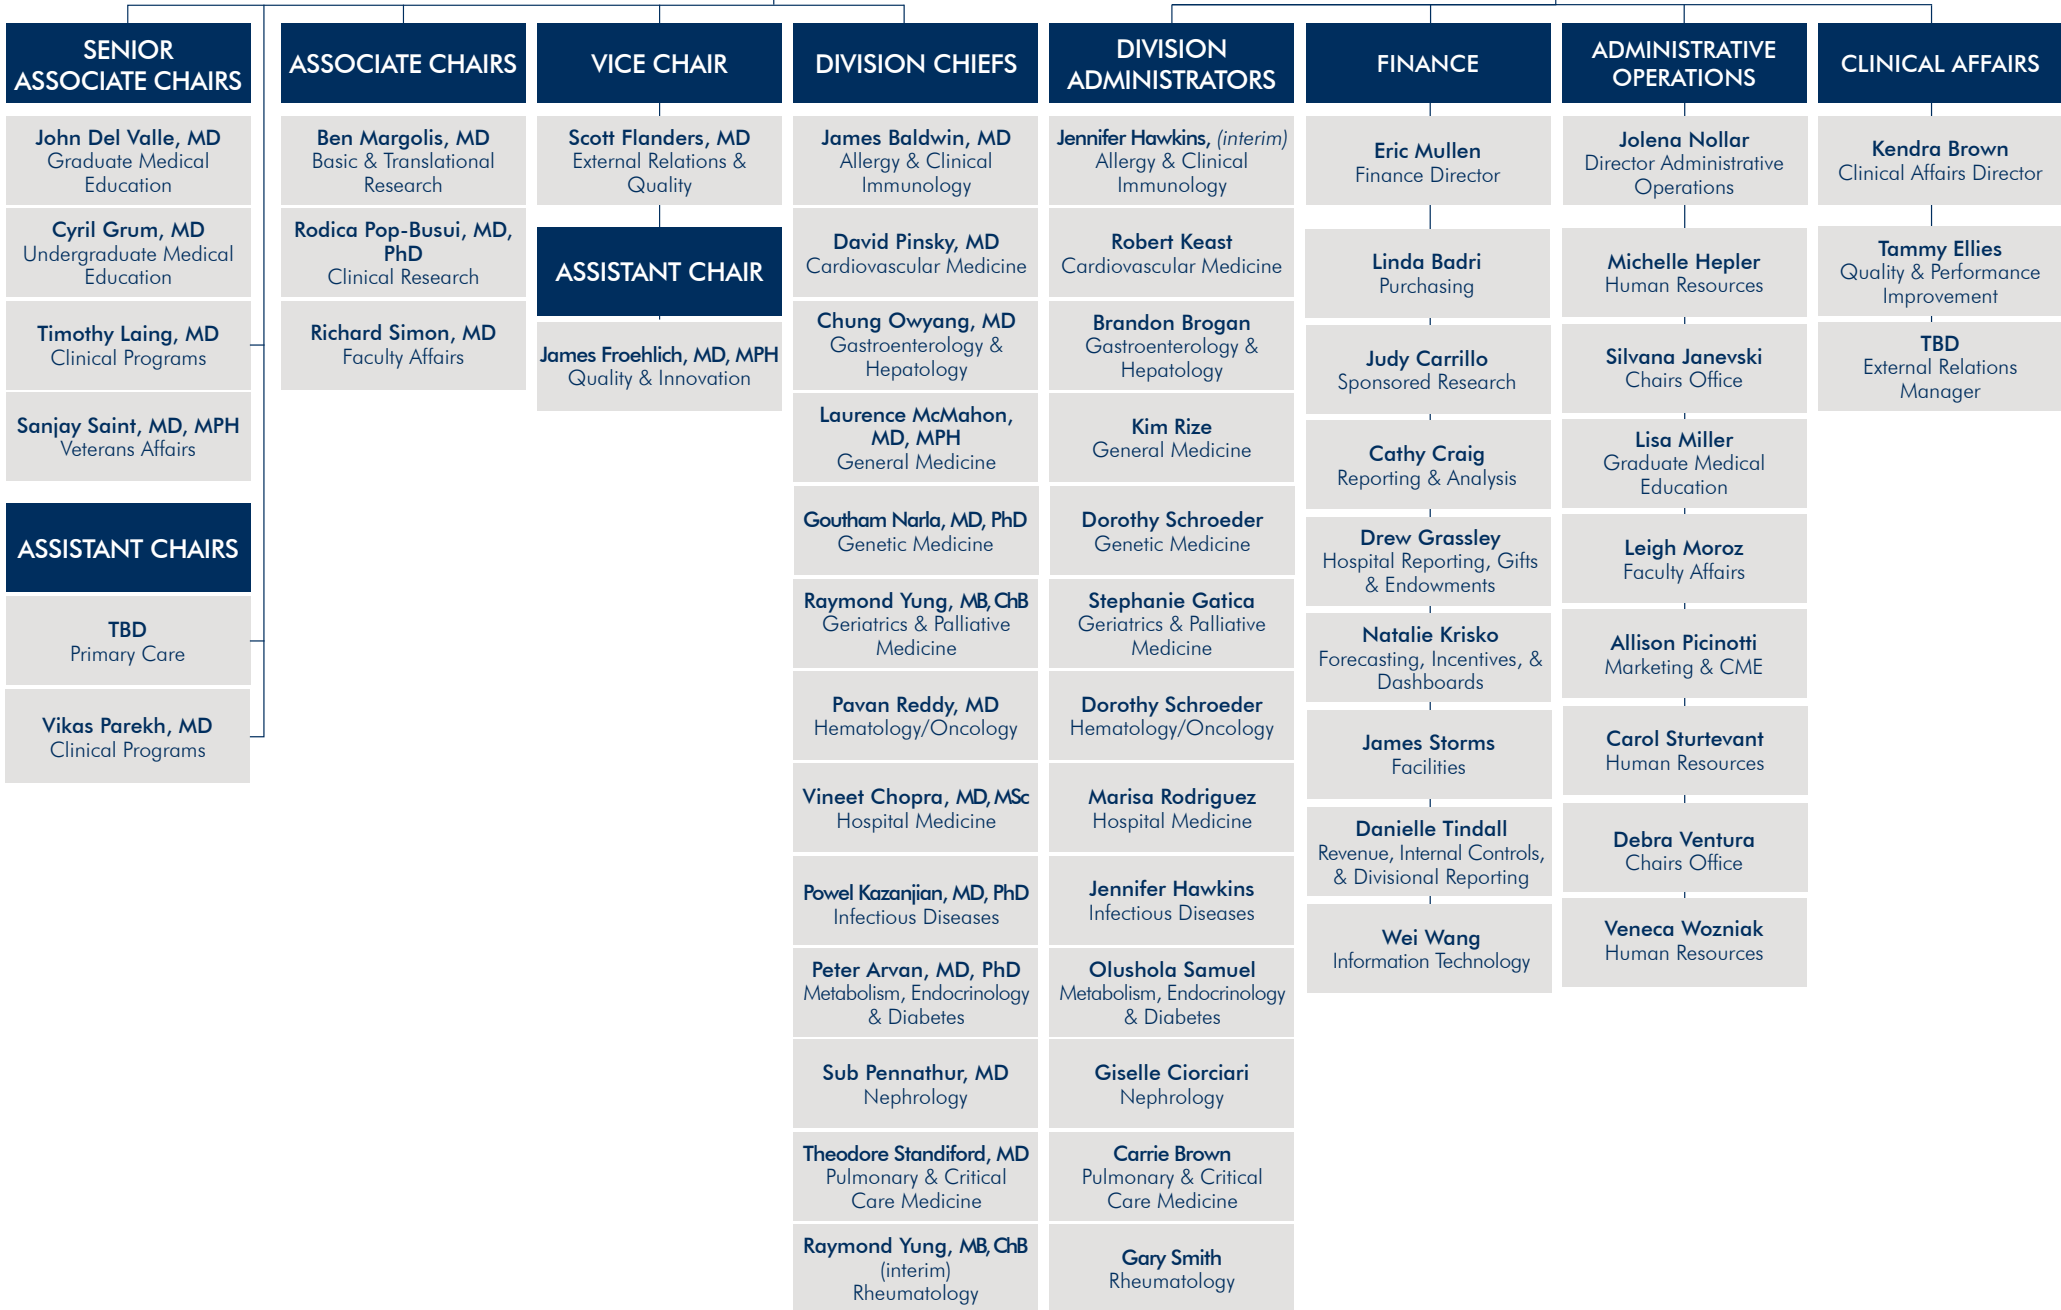 SENIOR
ASSOCIATE CHAIRS
John Del Valle, MD
Graduate Medical
Education
Cyril Grum, MD
Undergraduate Medical
Education
Timothy Laing, MD
Clinical Programs
Sanjay Saint, MD, MPH
Veterans Affairs
ASSISTANT CHAIRS
TBD
Primary Care
Vikas Parekh, MD
Clinical Programs
ASSOCIATE CHAIRS
Ben Margolis, MD
Basic & Translational
Research
Rodica Pop-Busui, MD,
PhD
Clinical Research
Richard Simon, MD
Faculty Affairs
VICE CHAIR
Scott Flanders, MD
External Relations &
Quality
ASSISTANT CHAIR
James Froehlich, MD, MPH
Quality & Innovation
DIVISION CHIEFS
James Baldwin, MD
Allergy & Clinical
Immunology
David Pinsky, MD
Cardiovascular Medicine
Chung Owyang, MD
Gastroenterology &
Hepatology
Laurence McMahon,
MD, MPH
General Medicine
Goutham Narla, MD, PhD
Genetic Medicine
Raymond Yung, MB, ChB
Geriatrics & Palliative
Medicine
Pavan Reddy, MD
Hematology/Oncology
Vineet Chopra, MD, MSc
Hospital Medicine
Powel Kazanjian, MD, PhD
Infectious Diseases
Peter Arvan, MD, PhD
Metabolism, Endocrinology
& Diabetes
Sub Pennathur, MD
Nephrology
Theodore Standiford, MD
Pulmonary & Critical
Care Medicine
Raymond Yung, MB, ChB
(interim)
Rheumatology
DIVISION
ADMINISTRATORS
Jennifer Hawkins, (interim)
Allergy & Clinical
Immunology
Robert Keast
Cardiovascular Medicine
Brandon Brogan
Gastroenterology &
Hepatology
Kim Rize
General Medicine
Dorothy Schroeder
Genetic Medicine
Stephanie Gatica
Geriatrics & Palliative
Medicine
Dorothy Schroeder
Hematology/Oncology
Marisa Rodriguez
Hospital Medicine
Jennifer Hawkins
Infectious Diseases
Olushola Samuel
Metabolism, Endocrinology
& Diabetes
Giselle Ciorciari
Nephrology
Carrie Brown
Pulmonary & Critical
Care Medicine
Gary Smith
Rheumatology
FINANCE
Eric Mullen
Finance Director
Linda Badri
Purchasing
Judy Carrillo
Sponsored Research
Cathy Craig
Reporting & Analysis
Drew Grassley
Hospital Reporting, Gifts
& Endowments
Natalie Krisko
Forecasting, Incentives, &
Dashboards
James Storms
Facilities
Danielle Tindall
Revenue, Internal Controls,
& Divisional Reporting
Wei Wang
Information Technology
ADMINISTRATIVE
OPERATIONS
Jolena Nollar
Director Administrative
Operations
Michelle Hepler
Human Resources
Silvana Janevski
Chairs Office
Lisa Miller
Graduate Medical
Education
Leigh Moroz
Faculty Affairs
Allison Picinotti
Marketing & CME
Carol Sturtevant
Human Resources
Debra Ventura
Chairs Office
Veneca Wozniak
Human Resources
CLINICAL AFFAIRS
Kendra Brown
Clinical Affairs Director
Tammy Ellies
Quality & Performance
Improvement
TBD
External Relations
Manager